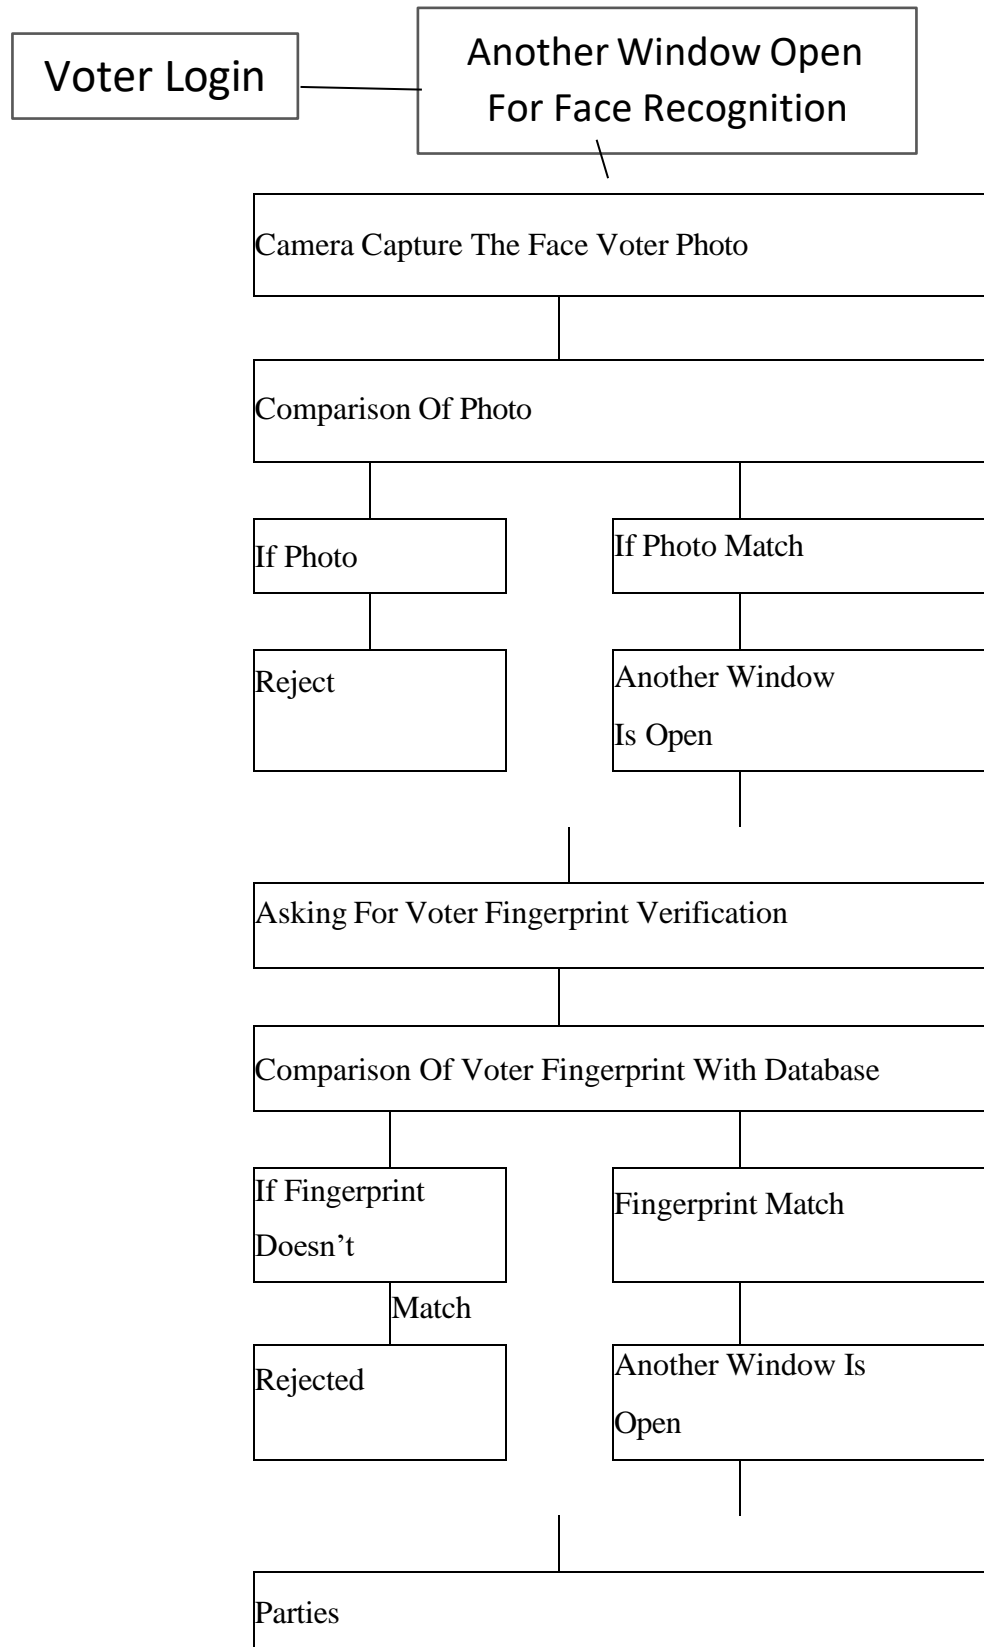 Voter Login
Another Window Open
For Face Recognition
Camera Capture The Face Voter Photo
Comparison Of Photo
If Photo
If Photo Match
Reject
Another Window
Is Open
Asking For Voter Fingerprint Verification
Comparison Of Voter Fingerprint With Database
If Fingerprint
Doesn’t
Match
Fingerprint Match
Rejected
Another Window Is
Open
Parties